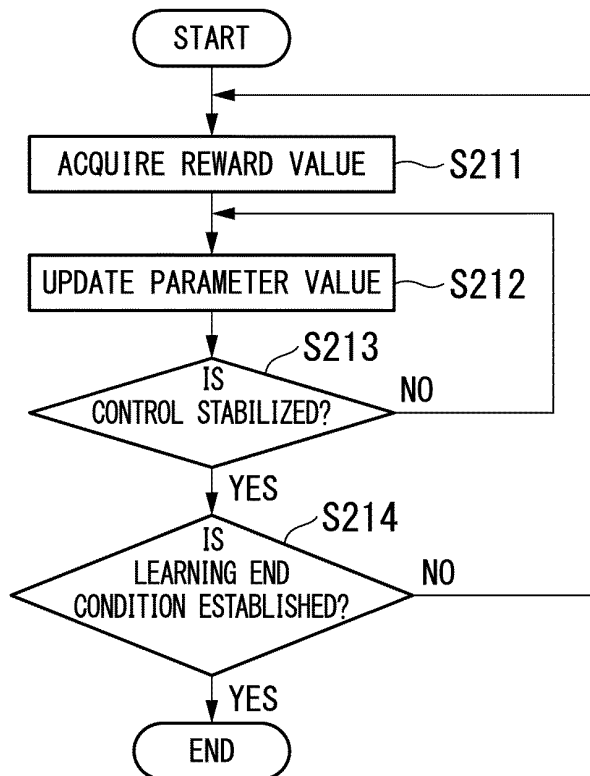 START
ACQUIRE REWARD VALUE
S211
UPDATE PARAMETER VALUE
S212
S213
IS
CONTROL STABILIZED?
NO
YES
S214
IS
LEARNING END
CONDITION ESTABLISHED?
NO
YES
END